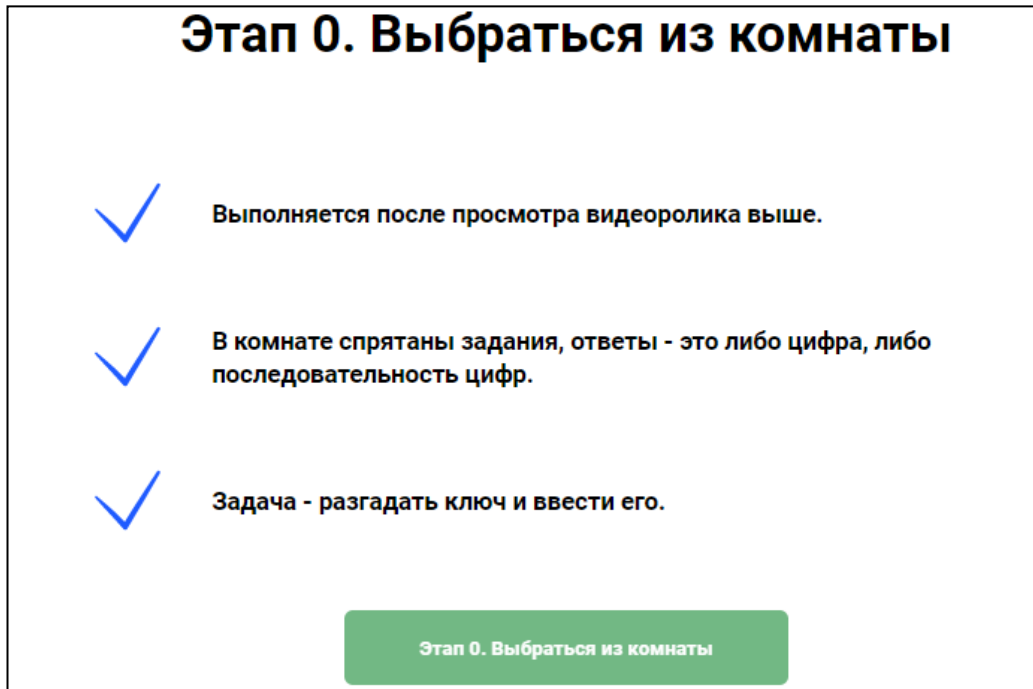 Этап 0. Выбраться из комнаты
Выполняется после просмотра видеоролика выше.
В комнате спрятаны задания, ответы - это либо цифра, либо
последовательность цифр.
Задача - разгадать ключ и ввести его.
Этап 0. Выбраться из комнаты